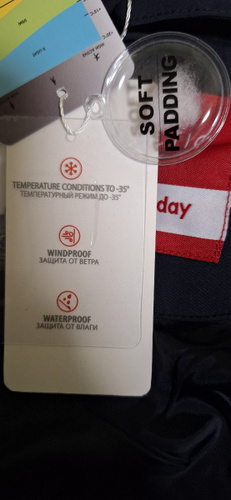 SOFT
PADDING
day
TEMPERATURE CONDITIONS TO -35°
ТЕМПЕРАТУРНЫЙ РЕЖИМ ДО -35°
WINDPROOF
ЗАЩИТА ОТ ВЕТРА
WATERPROOF
ЗАЩИТА ОТ ВЛАГИ